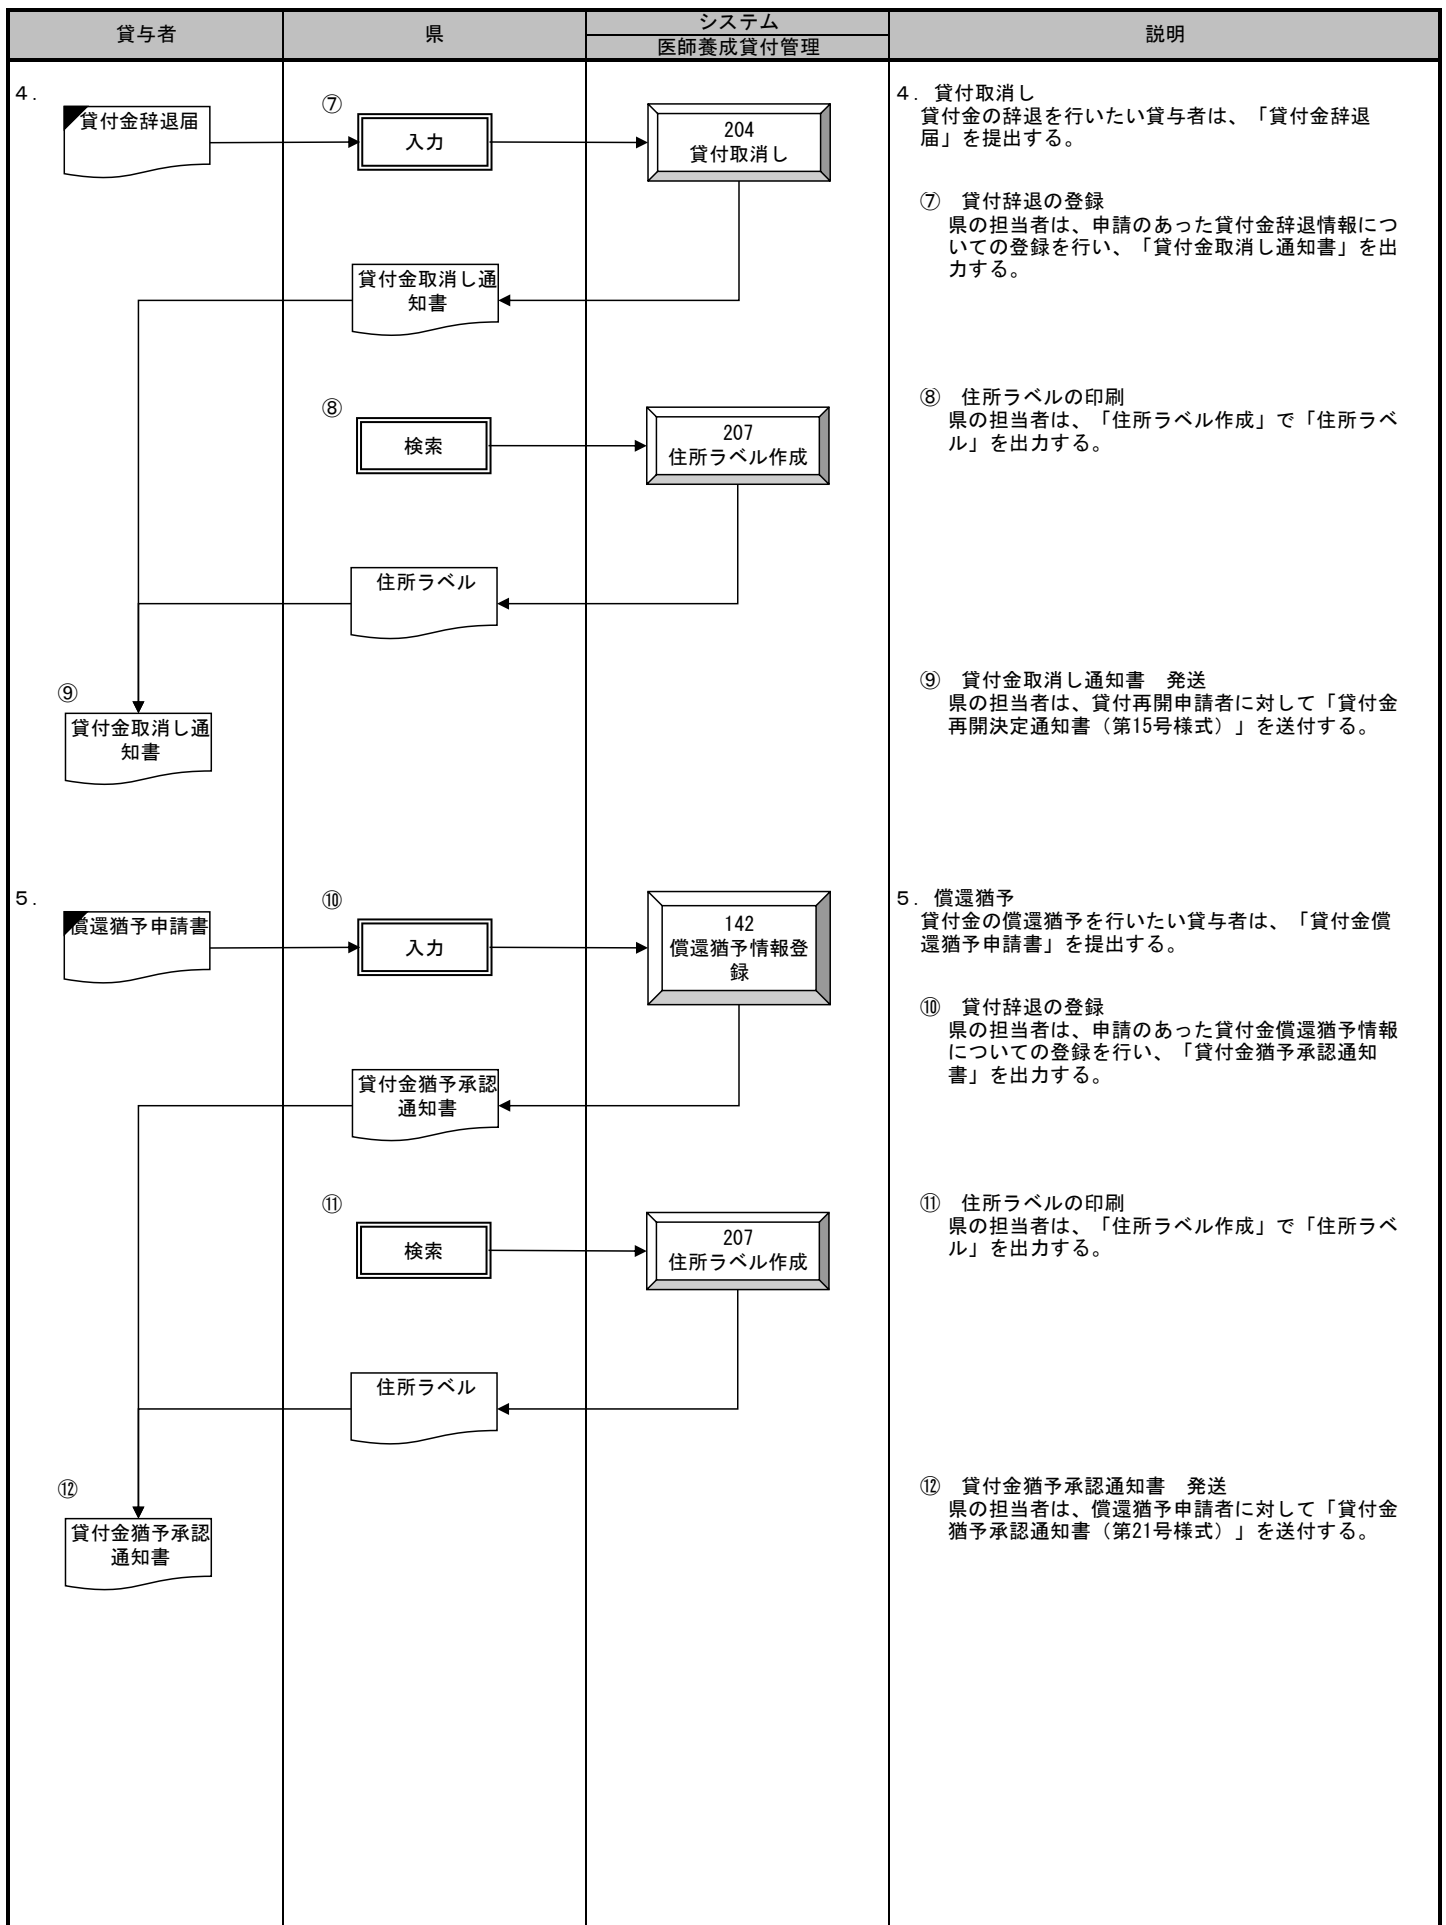 貸与者
県
システム
医師養成貸付管理
説明
４.
貸付金辞退届
⑦
入力
204
貸付取消し
貸付金取消し通
知書
⑧
検索
207
住所ラベル作成
住所ラベル
⑨
貸付金取消し通
知書
４. 貸付取消し
貸付金の辞退を行いたい貸与者は、「貸付金辞退
届」を提出する。
⑦　貸付辞退の登録
県の担当者は、申請のあった貸付金辞退情報につ
いての登録を行い、「貸付金取消し通知書」を出
力する。
⑧　住所ラベルの印刷
県の担当者は、「住所ラベル作成」で「住所ラベ
ル」を出力する。
⑨　貸付金取消し通知書　発送
県の担当者は、貸付再開申請者に対して「貸付金
再開決定通知書（第15号様式）」を送付する。
５.
償還猶予申請書
⑩
入力
142
償還猶予情報登
録
貸付金猶予承認
通知書
⑪
検索
207
住所ラベル作成
住所ラベル
⑫
貸付金猶予承認
通知書
５. 償還猶予
貸付金の償還猶予を行いたい貸与者は、「貸付金償
還猶予申請書」を提出する。
⑩　貸付辞退の登録
県の担当者は、申請のあった貸付金償還猶予情報
についての登録を行い、「貸付金猶予承認通知
書」を出力する。
⑪　住所ラベルの印刷
県の担当者は、「住所ラベル作成」で「住所ラベ
ル」を出力する。
⑫　貸付金猶予承認通知書　発送
県の担当者は、償還猶予申請者に対して「貸付金
猶予承認通知書（第21号様式）」を送付する。